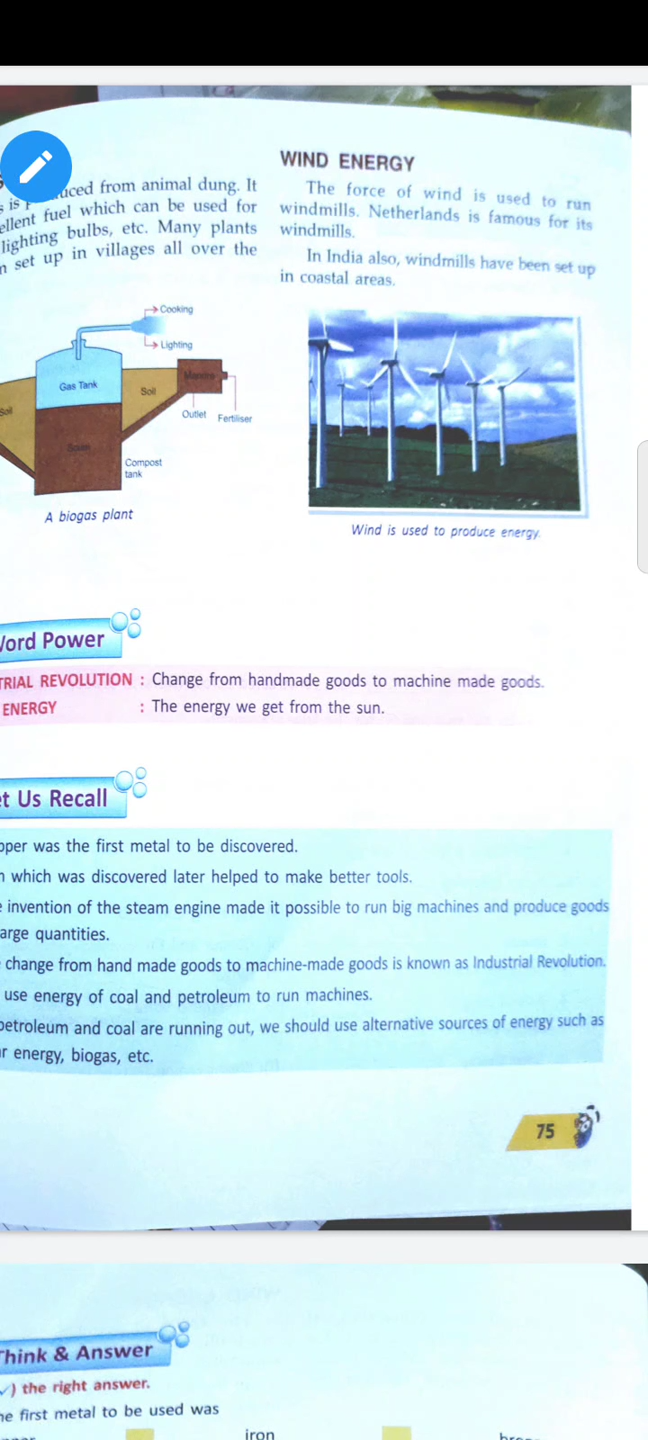 is uced from animal dung. It
ellent fuel which can be used for
lighting bulbs, etc. Many plants
n set up in villages all over the
WIND ENERGY
The force of wind is used to run
windmills. Netherlands is famous for its
windmills.
In India also, windmills have been set up
in coastal areas.
Cooking
Lighting
Gas Tank
Soil
Soil
Outlet
Fertiliser
Compost
tank
A biogas plant
Wind is used to produce energy.
Word Power
TRIAL REVOLUTION : Change from handmade goods to machine made goods.
ENERGY : The energy we get from the sun.
et Us Recall
pper was the first metal to be discovered.
n which was discovered later helped to make better tools.
e invention of the steam engine made it possible to run big machines and produce goods
arge quantities.
change from hand made goods to machine-made goods is known as Industrial Revolution.
use energy of coal and petroleum to run machines.
petroleum and coal are running out, we should use alternative sources of energy such as
r energy, biogas, etc.
75
Think & Answer
✓) the right answer.
he first metal to be used was
iron